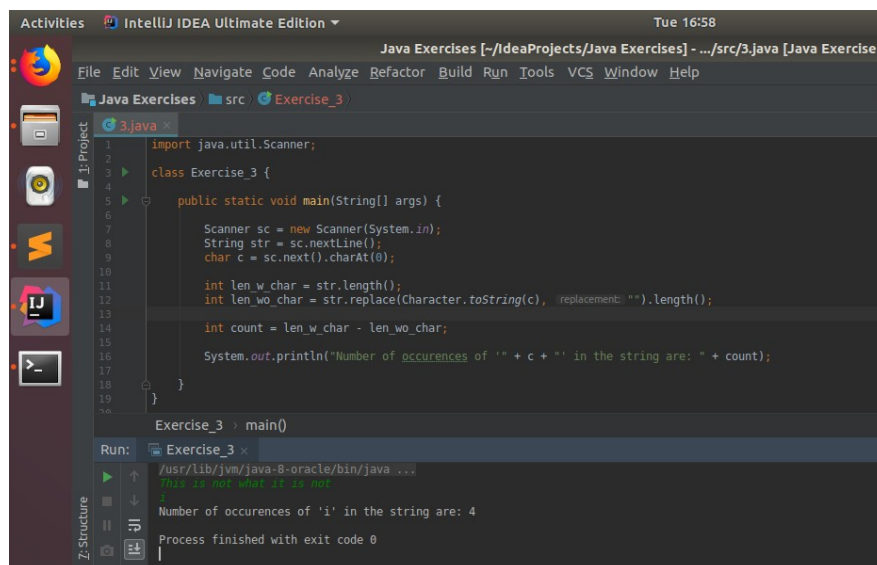 Activities IntelliJ IDEA Ultimate Edition ▾ Tue 16:58
Java Exercises [~/IdeaProjects/Java Exercises] - .../src/3.java [Java Exercise
File Edit View Navigate Code Analyze Refactor Build Run Tools VCS Window Help
Java Exercises src Exercise_3
3.java ×
1: Project
1 import java.util.Scanner;
2
3 class Exercise_3 {
4
5 public static void main(String[] args) {
6
7 Scanner sc = new Scanner(System.in);
8 String str = sc.nextLine();
9 char c = sc.next().charAt(0);
10
11 int len_w_char = str.length();
12 int len_wo_char = str.replace(Character.toString(c), replacement: "").length();
13
14 int count = len_w_char - len_wo_char;
15
16 System.out.println("Number of occurences of '" + c + "' in the string are: " + count);
17
18 }
19 }
20
Exercise_3 › main()
Run: Exercise_3 ×
/usr/lib/jvm/java-8-oracle/bin/java ...
This is not what it is not
i
Number of occurences of 'i' in the string are: 4
Process finished with exit code 0
Z: Structure
IJ
>_